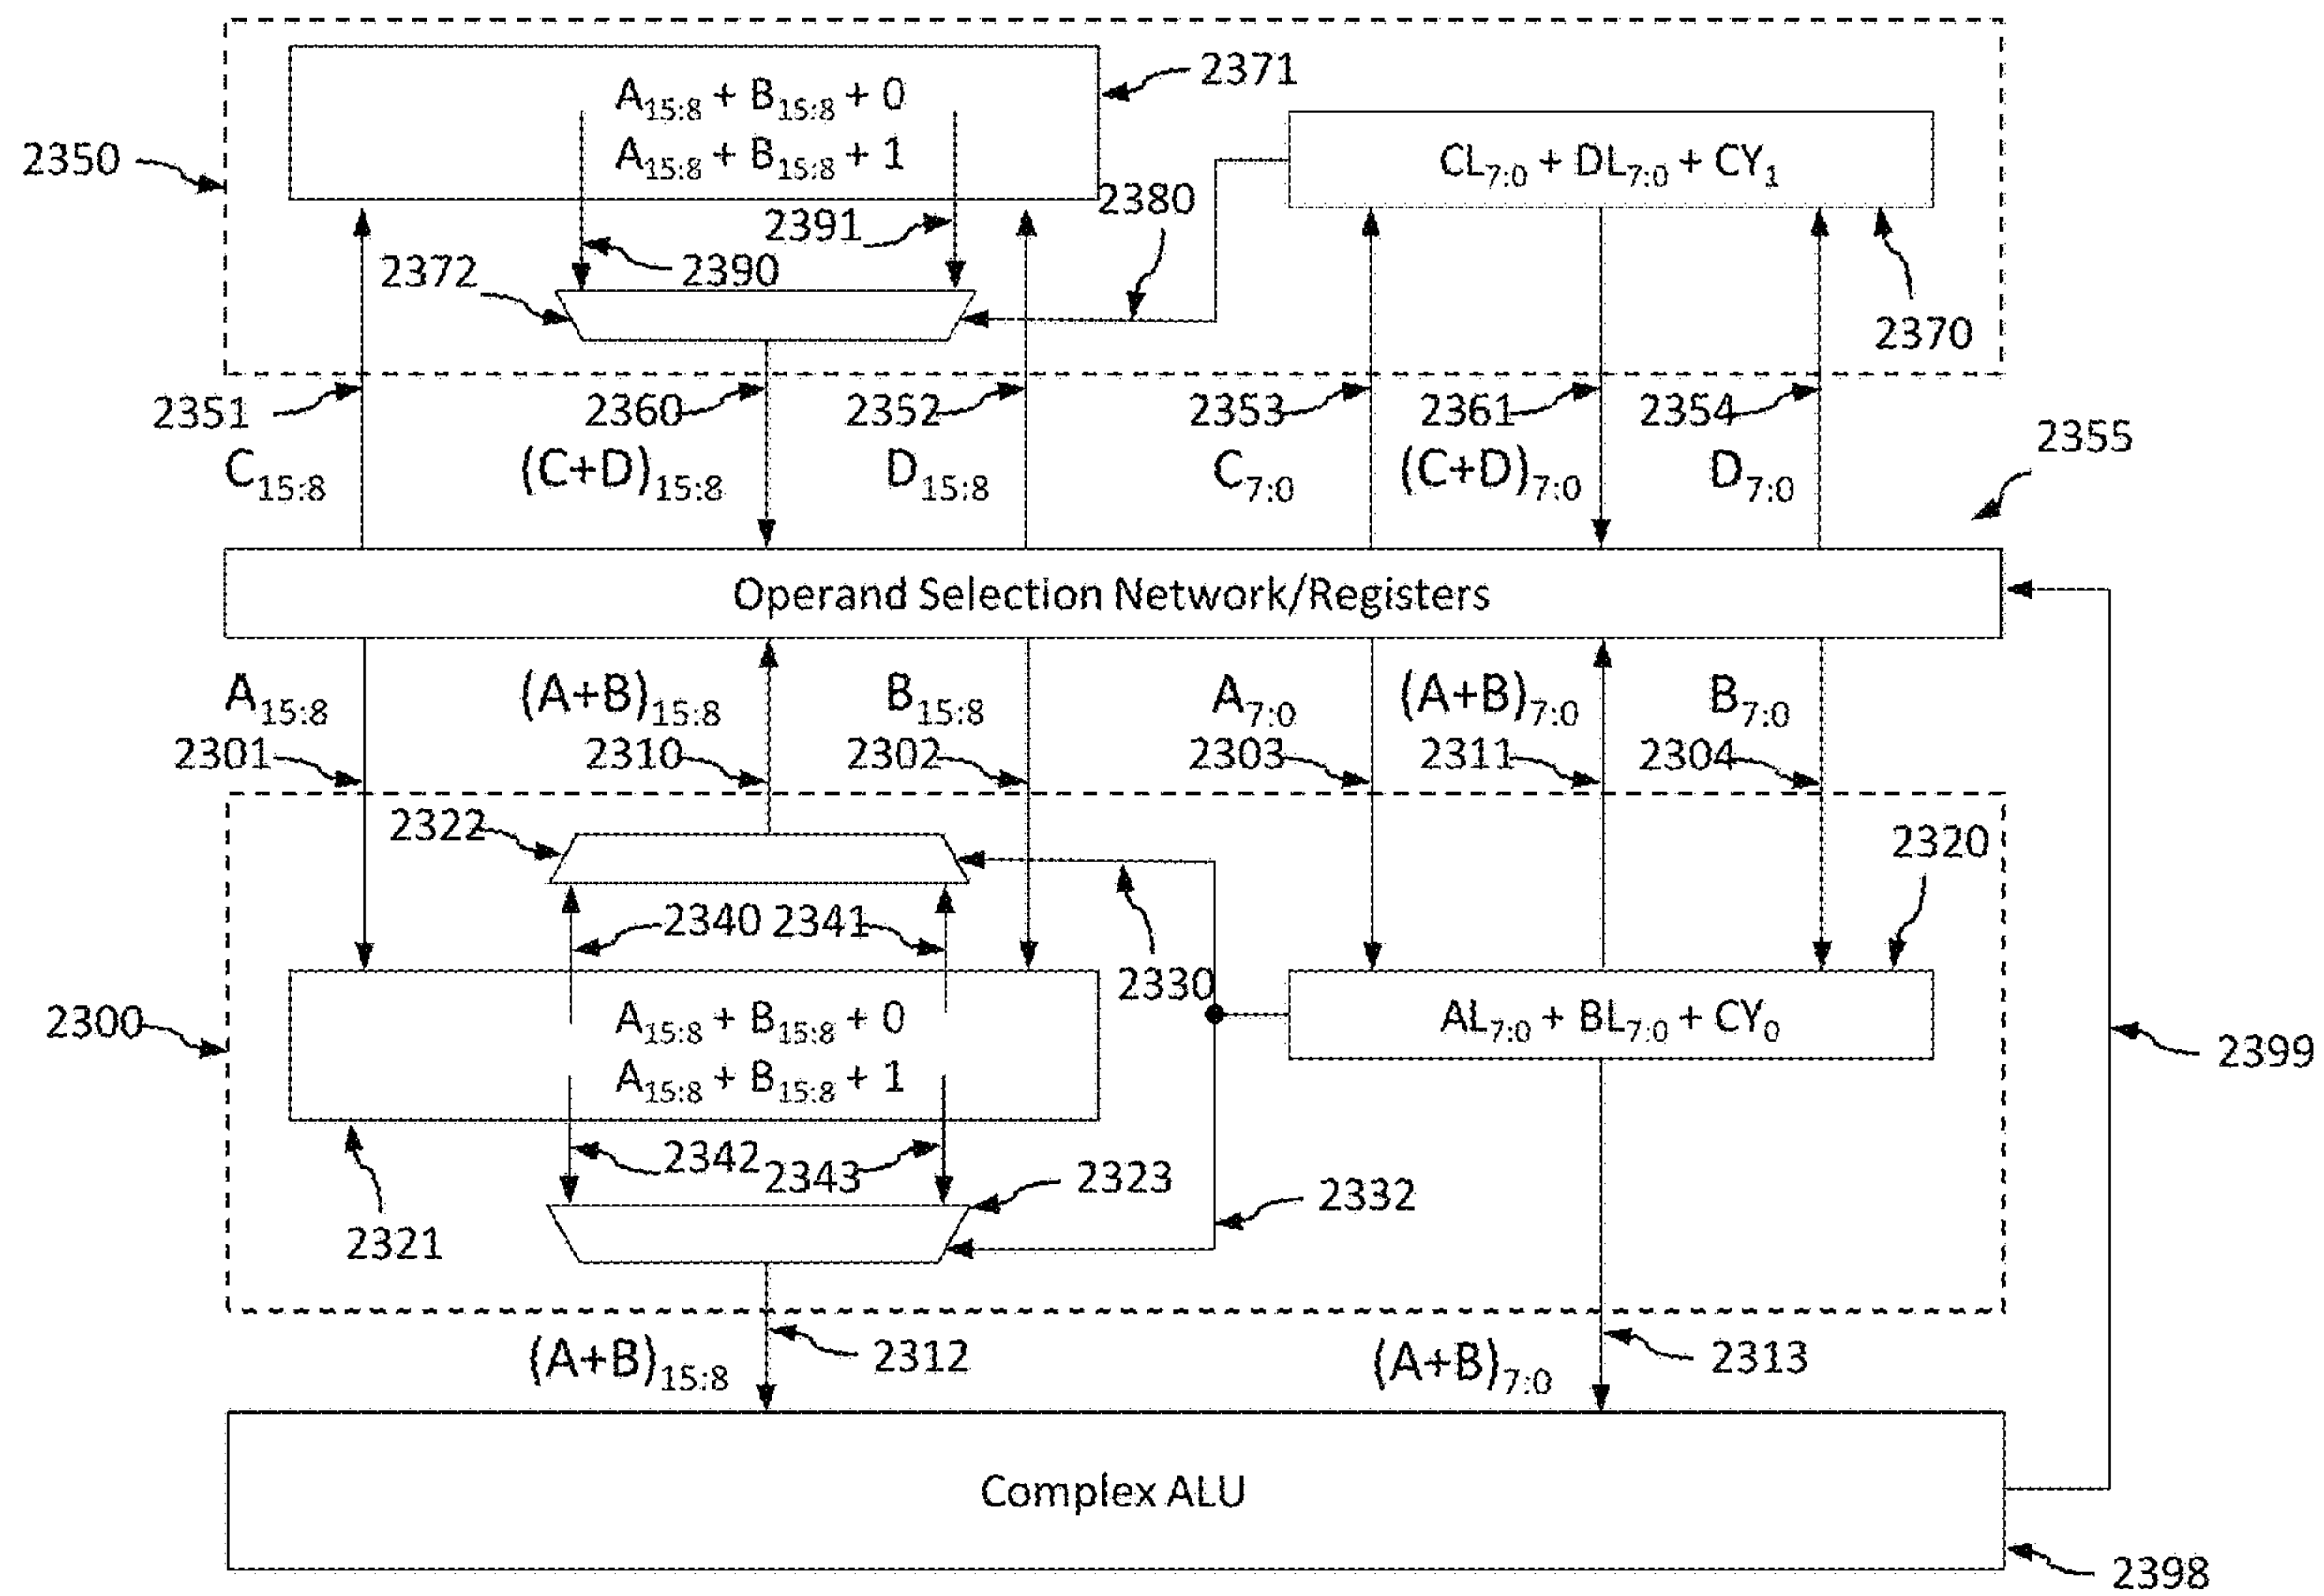 2371
A15:8 + B15:8 + 0
A15:8 + B15:8 + 1
2350
CL7:0 + DL7:0 + CY1
2380
2391
2372
2390
2370
2351
2360
2352
2353
2361
2354
2355
C15:8
(C+D)15:8
D15:8
C7:0
(C+D)7:0
D7:0
Operand Selection Network/Registers
A15:8
(A+B)15:8
B15:8
A7:0
(A+B)7:0
B7:0
2301
2310
2302
2303
2311
2304
2322
2320
2340
2341
2330
2300
A15:8 + B15:8 + 0
A15:8 + B15:8 + 1
AL7:0 + BL7:0 + CY0
2399
2342
2343
2323
2332
2321
(A+B)15:8
2312
(A+B)7:0
2313
Complex ALU
2398